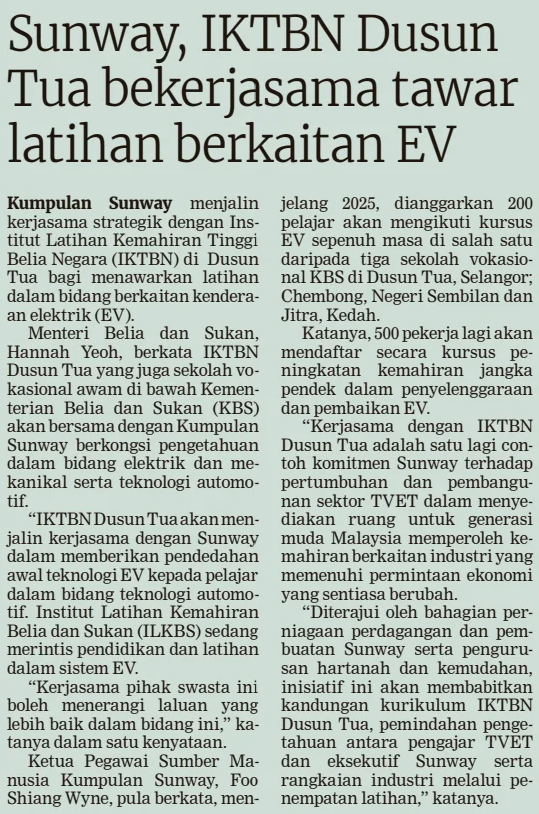 Sunway, IKTBN Dusun
Tua bekerjasama tawar
latihan berkaitan EV
Kumpulan Sunway menjalin
kerjasama strategik dengan Ins-
titut Latihan Kemahiran Tinggi
Belia Negara (IKTBN) di Dusun
Tua bagi menawarkan latihan
dalam bidang berkaitan kendera-
an elektrik (EV).
Menteri Belia dan Sukan,
Hannah Yeoh, berkata IKTBN
Dusun Tua yang juga sekolah vo-
kasional awam di bawah Kemen-
terian Belia dan Sukan (KBS)
akan bersama dengan Kumpulan
Sunway berkongsi pengetahuan
dalam bidang elektrik dan me-
kanikal serta teknologi automo-
tif.
“IKTBN Dusun Tua akan men-
jalin kerjasama dengan Sunway
dalam memberikan pendedahan
awal teknologi EV kepada pelajar
dalam bidang teknologi automo-
tif. Institut Latihan Kemahiran
Belia dan Sukan (ILKBS) sedang
merintis pendidikan dan latihan
dalam sistem EV.
“Kerjasama pihak swasta ini
boleh menerangi laluan yang
lebih baik dalam bidang ini,” ka-
tanya dalam satu kenyataan.
Ketua Pegawai Sumber Ma-
nusia Kumpulan Sunway, Foo
Shiang Wyne, pula berkata, men-
jelang 2025, dianggarkan 200
pelajar akan mengikuti kursus
EV sepenuh masa di salah satu
daripada tiga sekolah vokasio-
nal KBS di Dusun Tua, Selangor;
Chembong, Negeri Sembilan dan
Jitra, Kedah.
Katanya, 500 pekerja lagi akan
mendaftar secara kursus pe-
ningkatan kemahiran jangka
pendek dalam penyelenggaraan
dan pembaikan EV.
“Kerjasama dengan IKTBN
Dusun Tua adalah satu lagi con-
toh komitmen Sunway terhadap
pertumbuhan dan pembangu-
nan sektor TVET dalam menye-
diakan ruang untuk generasi
muda Malaysia memperoleh ke-
mahiran berkaitan industri yang
memenuhi permintaan ekonomi
yang sentiasa berubah.
“Diterajui oleh bahagian per-
niagaan perdagangan dan pem-
buatan Sunway serta penguru-
san hartanah dan kemudahan,
inisiatif ini akan membabitkan
kandungan kurikulum IKTBN
Dusun Tua, pemindahan penge-
tahuan antara pengajar TVET
dan eksekutif Sunway serta
rangkaian industri melalui pe-
nempatan latihan,” katanya.